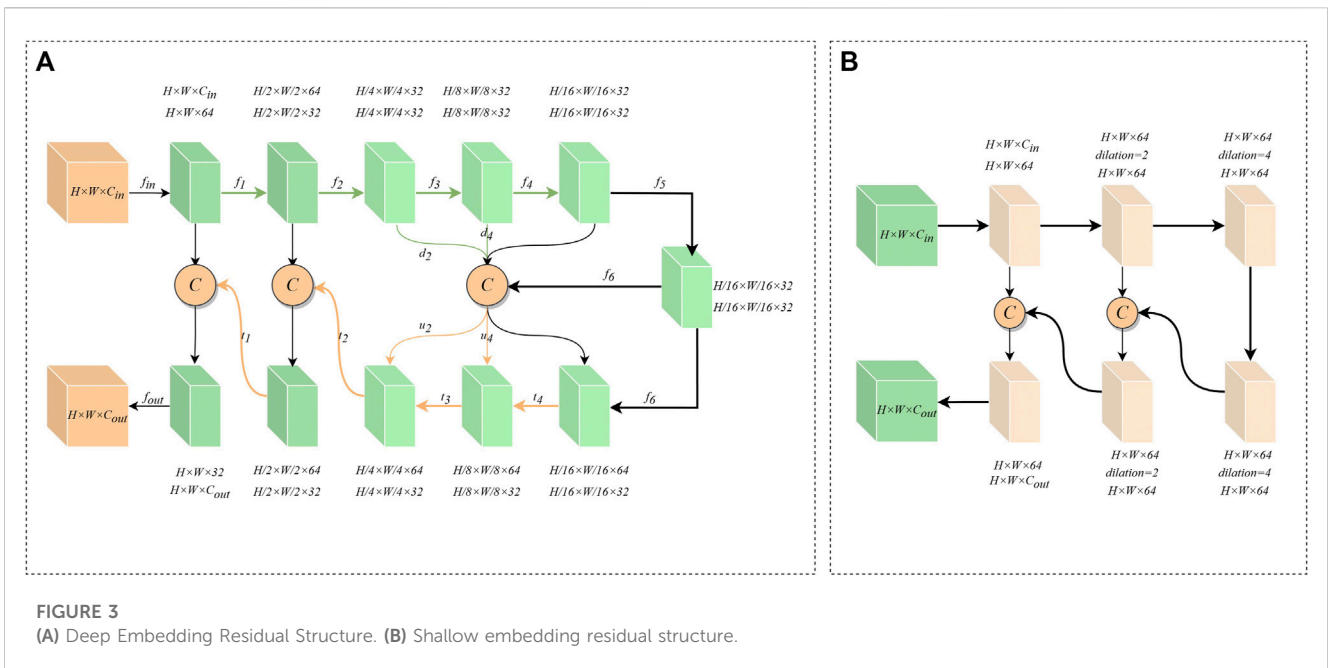 A
H×W×C_in H/2×W/2×64 H/4×W/4×32 H/8×W/8×32 H/16×W/16×32
H×W×64 H/2×W/2×32 H/4×W/4×32 H/8×W/8×32 H/16×W/16×32
H×W×C_in f_in f_1 f_2 f_3 f_4 f_5
d_2 d_4
C C C f_6
H/16×W/16×32
H/16×W/16×32
t_1 t_2 u_2 u_4
H×W×C_out f_out t_3 t_4 f_6
H×W×32 H/2×W/2×64 H/4×W/4×64 H/8×W/8×64 H/16×W/16×64
H×W×C_out H/2×W/2×32 H/4×W/4×32 H/8×W/8×32 H/16×W/16×32
B
H×W×C_in
H×W×64
H×W×64
dilation=2
H×W×64
H×W×64
dilation=4
H×W×64
H×W×C_in
C C
H×W×C_out
H×W×64
H×W×C_out
H×W×64
dilation=2
H×W×64
H×W×64
dilation=4
H×W×64
FIGURE 3
(A) Deep Embedding Residual Structure. (B) Shallow embedding residual structure.